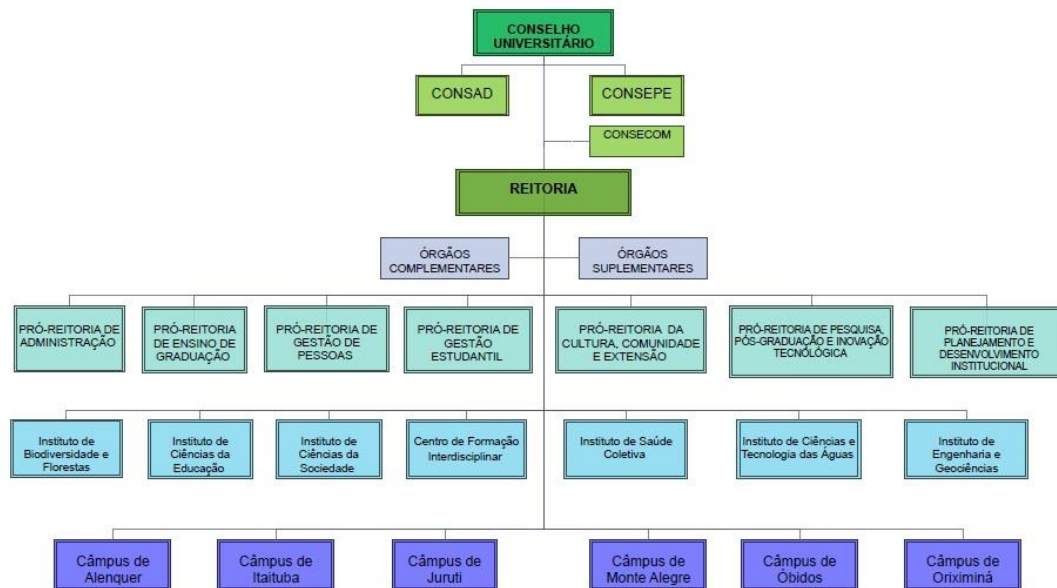 CONSELHO
UNIVERSITÁRIO
CONSAD
CONSEPE
CONSECOM
REITORIA
ÓRGÃOS
COMPLEMENTARES
ÓRGÃOS
SUPLEMENTARES
PRÓ-REITORIA DE
ADMINISTRAÇÃO
PRÓ-REITORIA
DE ENSINO DE
GRADUAÇÃO
PRÓ-REITORIA DE
GESTÃO DE
PESSOAS
PRÓ-REITORIA DE
GESTÃO
ESTUDANTIL
PRÓ-REITORIA DA
CULTURA, COMUNIDADE
E EXTENSÃO
PRÓ-REITORIA DE PESQUISA,
PÓS-GRADUAÇÃO E INOVAÇÃO
TECNOLÓGICA
PRÓ-REITORIA DE
PLANEJAMENTO E
DESENVOLVIMENTO
INSTITUCIONAL
Instituto de
Biodiversidade e
Florestas
Instituto de
Ciências da
Educação
Instituto de
Ciências da
Sociedade
Centro de Formação
Interdisciplinar
Instituto de Saúde
Coletiva
Instituto de Ciências e
Tecnologia das Águas
Instituto de
Engenharia e
Geociências
Câmpus de
Alenquer
Câmpus de
Itaituba
Câmpus de
Juruti
Câmpus de
Monte Alegre
Câmpus de
Óbidos
Câmpus de
Oriximiná